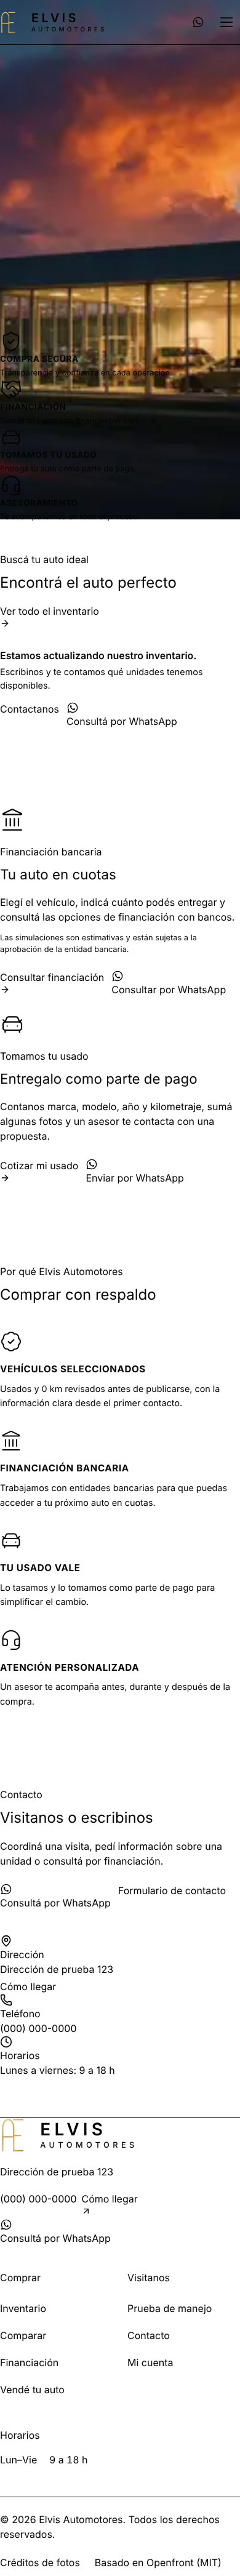 ELVIS
AUTOMOTORES
COMPRA SEGURA
Transparencia y confianza en cada operación.
FINANCIACIÓN
TOMAMOS TU USADO
Entregá tu auto como parte de pago.
ASESORAMIENTO
Buscá tu auto ideal
Encontrá el auto perfecto
Ver todo el inventario
Estamos actualizando nuestro inventario.
Escribinos y te contamos qué unidades tenemos
disponibles.
Contactanos
Consultá por WhatsApp
Financiación bancaria
Tu auto en cuotas
Elegí el vehículo, indicá cuánto podés entregar y
consultá las opciones de financiación con bancos.
Las simulaciones son estimativas y están sujetas a la
aprobación de la entidad bancaria.
Consultar financiación
Consultar por WhatsApp
Tomamos tu usado
Entregalo como parte de pago
Contanos marca, modelo, año y kilometraje, sumá
algunas fotos y un asesor te contacta con una
propuesta.
Cotizar mi usado
Enviar por WhatsApp
Por qué Elvis Automotores
Comprar con respaldo
VEHÍCULOS SELECCIONADOS
Usados y 0 km revisados antes de publicarse, con la
información clara desde el primer contacto.
FINANCIACIÓN BANCARIA
Trabajamos con entidades bancarias para que puedas
acceder a tu próximo auto en cuotas.
TU USADO VALE
Lo tasamos y lo tomamos como parte de pago para
simplificar el cambio.
ATENCIÓN PERSONALIZADA
Un asesor te acompaña antes, durante y después de la
compra.
Contacto
Visitanos o escribinos
Coordiná una visita, pedí información sobre una
unidad o consultá por financiación.
Consultá por WhatsApp
Formulario de contacto
Dirección
Dirección de prueba 123
Cómo llegar
Teléfono
(000) 000-0000
Horarios
Lunes a viernes: 9 a 18 h
ELVIS
AUTOMOTORES
Dirección de prueba 123
(000) 000-0000 Cómo llegar
Consultá por WhatsApp
Comprar
Inventario
Comparar
Financiación
Vendé tu auto
Visitanos
Prueba de manejo
Contacto
Mi cuenta
Horarios
Lun–Vie 9 a 18 h
© 2026 Elvis Automotores. Todos los derechos
reservados.
Créditos de fotos Basado en Openfront (MIT)